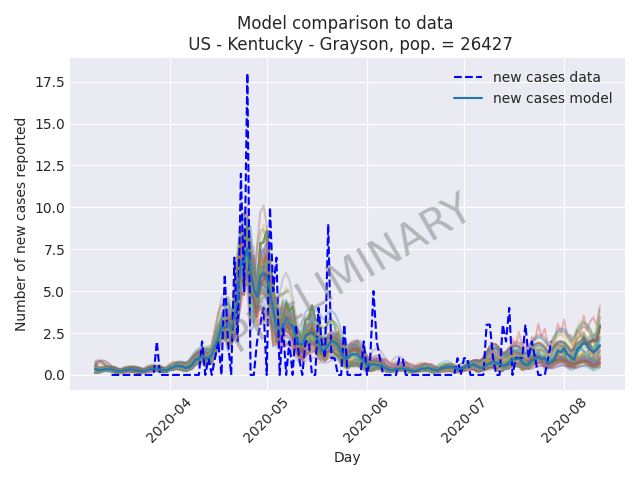 Model comparison to data
US - Kentucky - Grayson, pop. = 26427
new cases data
new cases model
PRELIMINARY
Number of new cases reported
17.5
15.0
12.5
10.0
7.5
5.0
2.5
0.0
2020-04
2020-05
2020-06
2020-07
2020-08
Day